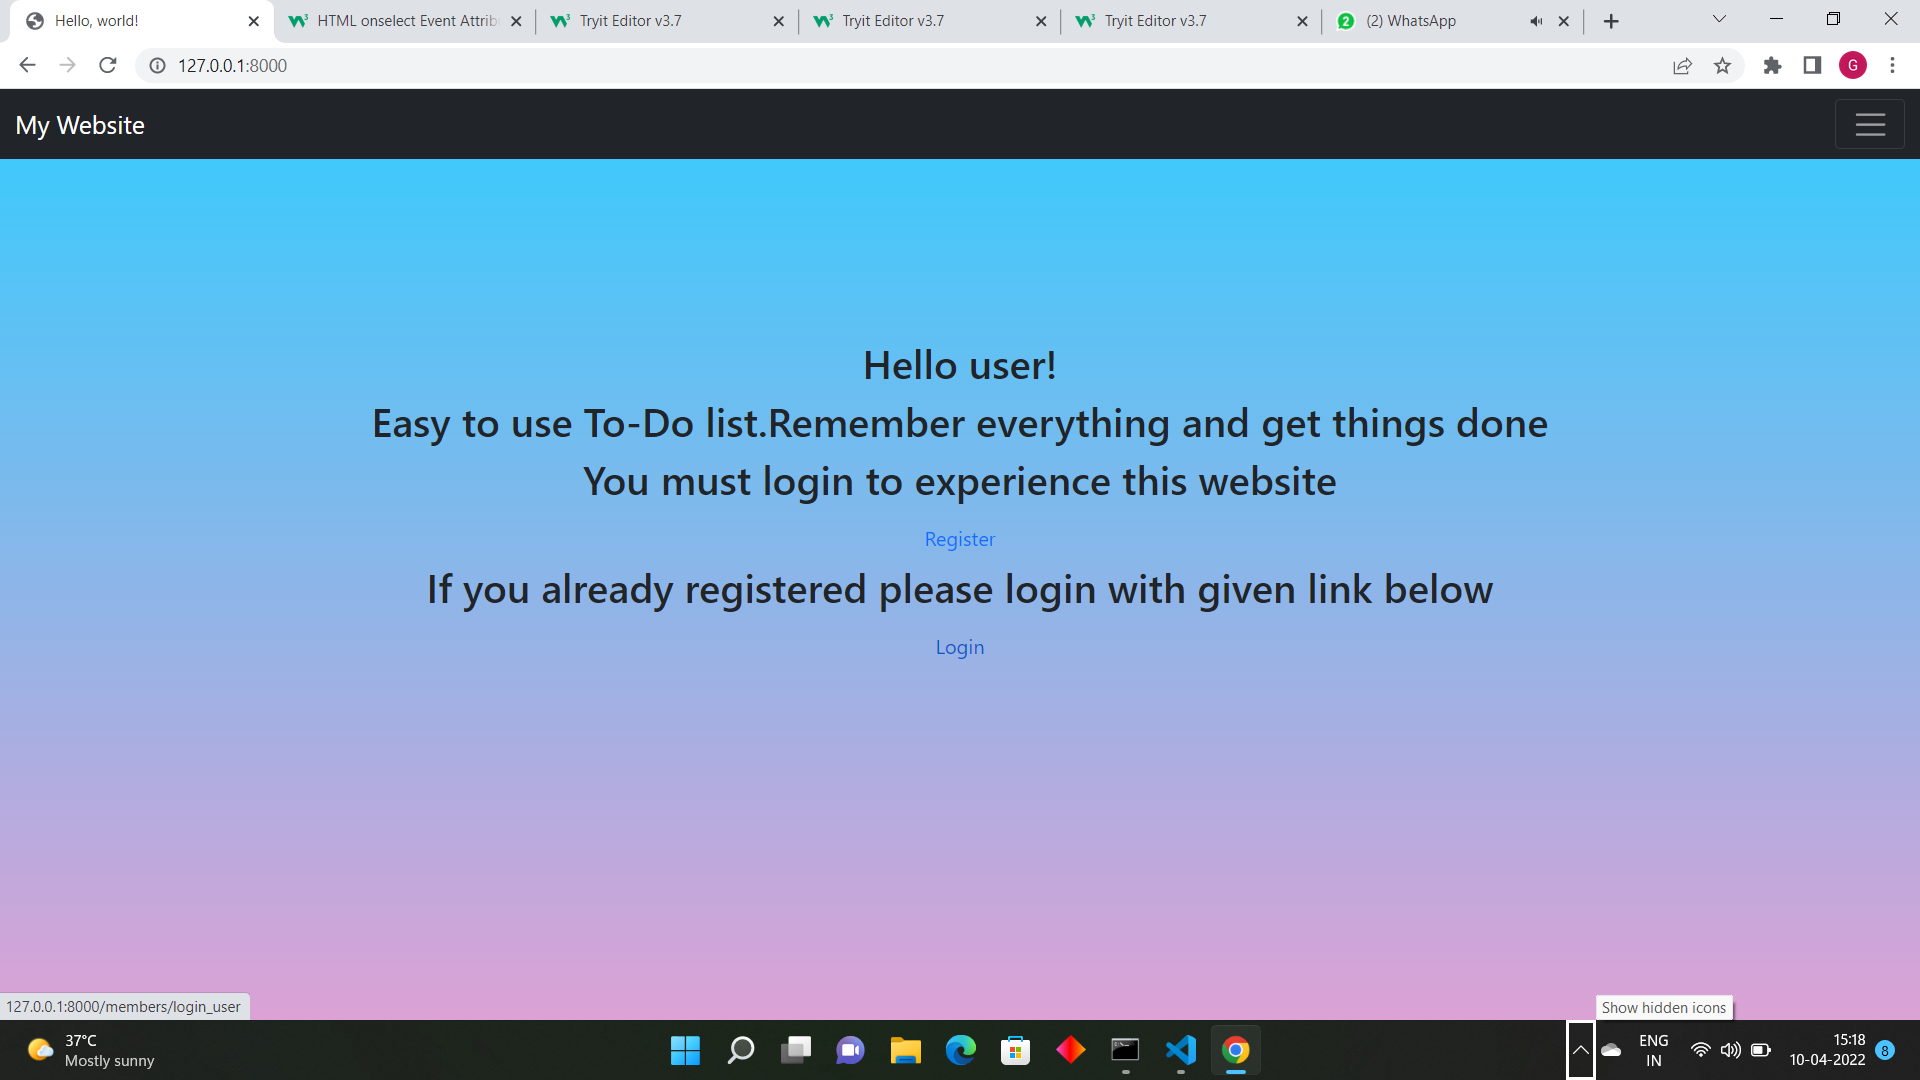 Hello, world!
HTML onselect Event Attrib
Tryit Editor v3.7
Tryit Editor v3.7
Tryit Editor v3.7
2
(2) WhatsApp
127.0.0.1:8000
G
My Website
Hello user!
Easy to use To-Do list.Remember everything and get things done
You must login to experience this website
Register
If you already registered please login with given link below
Login
127.0.0.1:8000/members/login_user
Show hidden icons
37°C
Mostly sunny
ENG
IN
15:18
10-04-2022
8